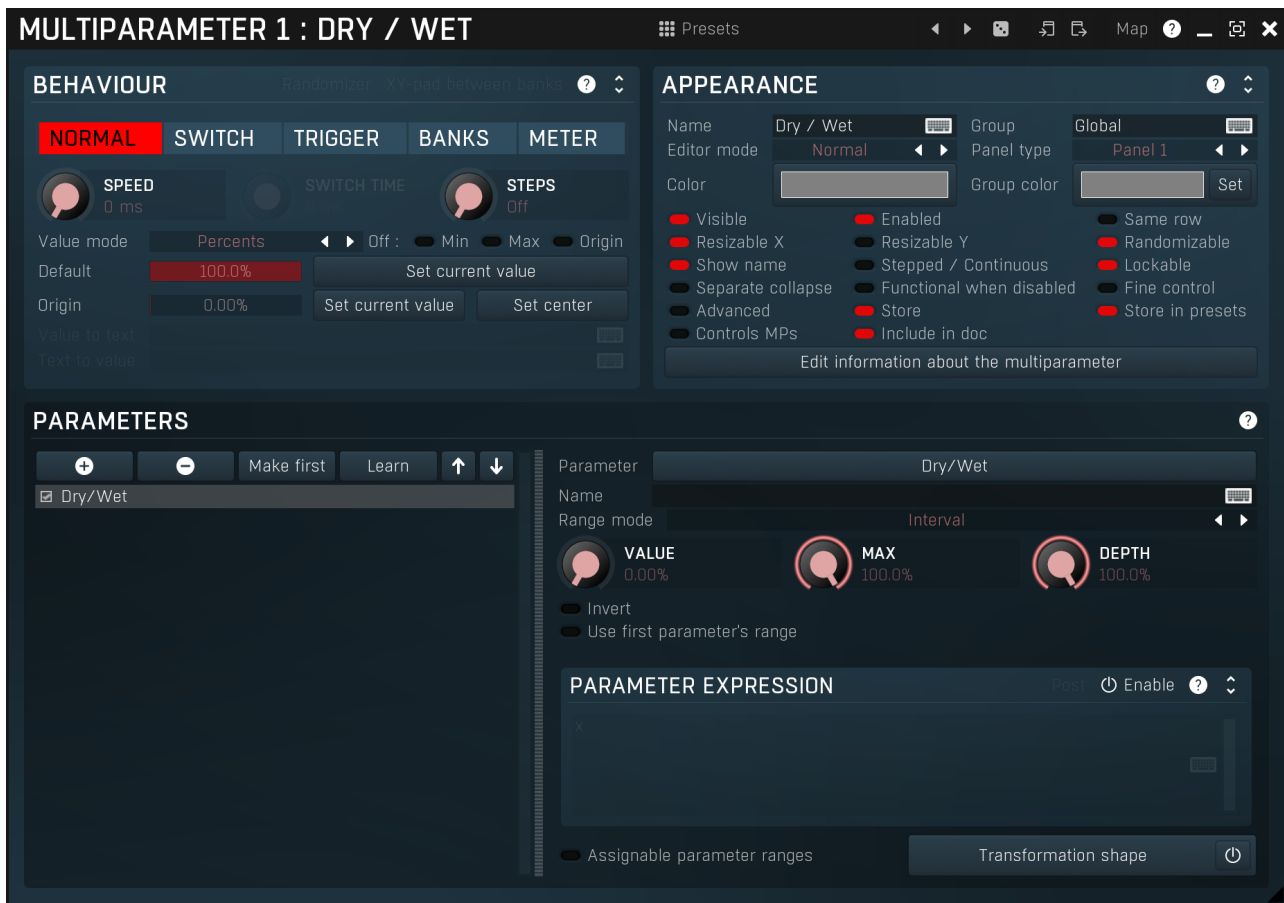 MULTIPARAMETER 1 : DRY / WET Presets Map ?
BEHAVIOUR Randomizer XY-pad between banks ?
NORMAL SWITCH TRIGGER BANKS METER
SPEED
0 ms
SWITCH TIME
STEPS
Off
Value mode Percents Off : Min Max Origin
Default 100.0% Set current value
Origin 0.00% Set current value Set center
Value to text
Text to value
APPEARANCE ?
Name Dry / Wet Group Global
Editor mode Normal Panel type Panel 1
Color Group color Set
Visible Enabled Same row
Resizable X Resizable Y Randomizable
Show name Stepped / Continuous Lockable
Separate collapse Functional when disabled Fine control
Advanced Store Store in presets
Controls MPs Include in doc
Edit information about the multiparameter
PARAMETERS ?
Make first Learn
Dry/Wet
Parameter Dry/Wet
Name
Range mode Interval
VALUE
0.00%
MAX
100.0%
DEPTH
100.0%
Invert
Use first parameter's range
PARAMETER EXPRESSION Post Enable ?
x
Assignable parameter ranges Transformation shape